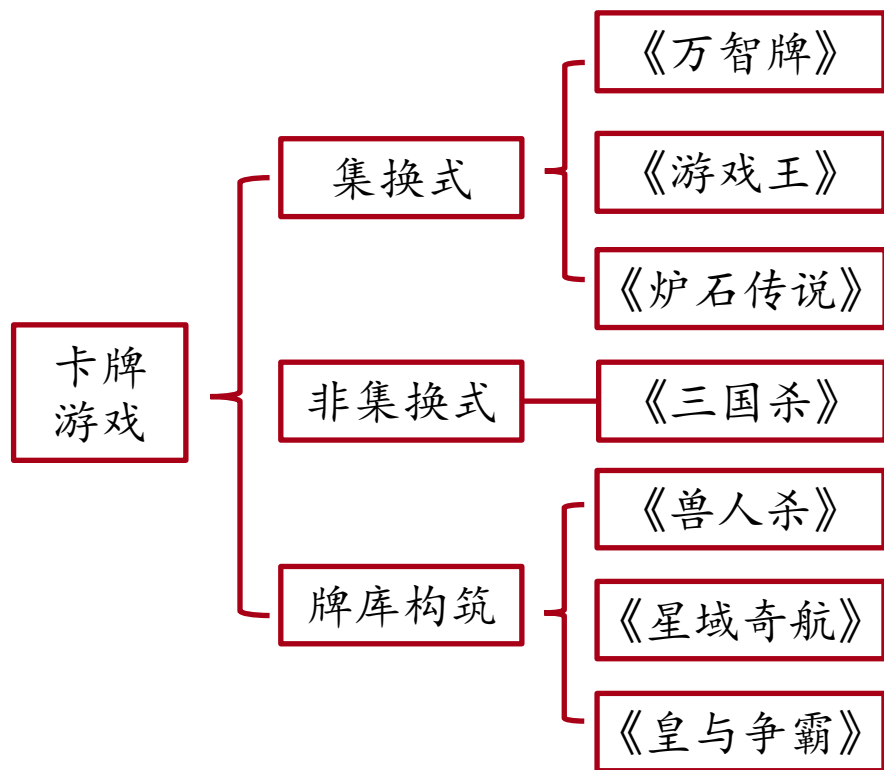 卡牌
游戏
集换式
《万智牌》
《游戏王》
《炉石传说》
非集换式
《三国杀》
牌库构筑
《兽人杀》
《星域奇航》
《皇与争霸》